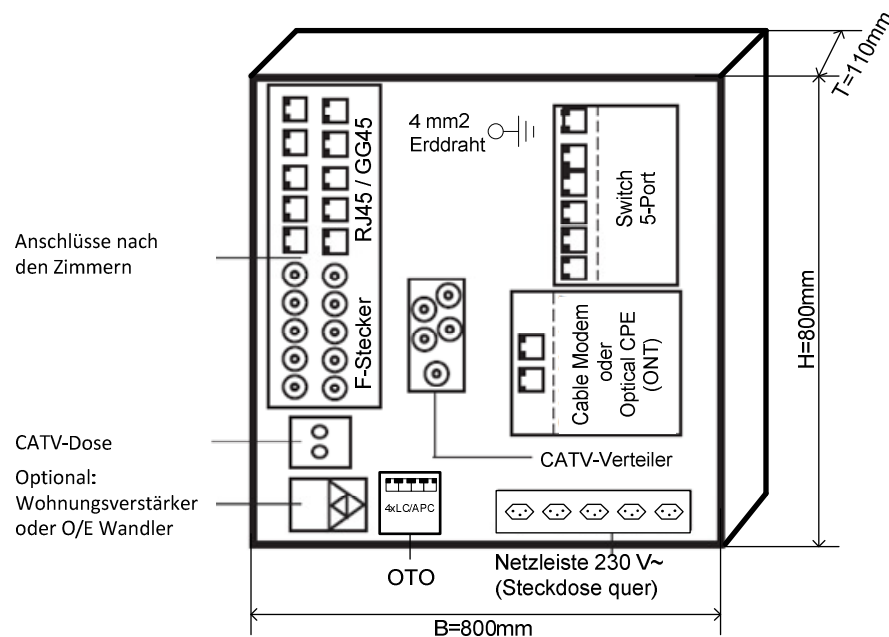 T=110mm
4 mm2
Erddraht
RJ45 / GG45
Switch
5-Port
Anschlüsse nach
den Zimmern
H=800mm
F-Stecker
Cable Modem
oder
Optical CPE
(ONT)
CATV-Dose
CATV-Verteiler
Optional:
Wohnungsverstärker
oder O/E Wandler
4xLC/APC
OTO
Netzleiste 230 V~
(Steckdose quer)
B=800mm